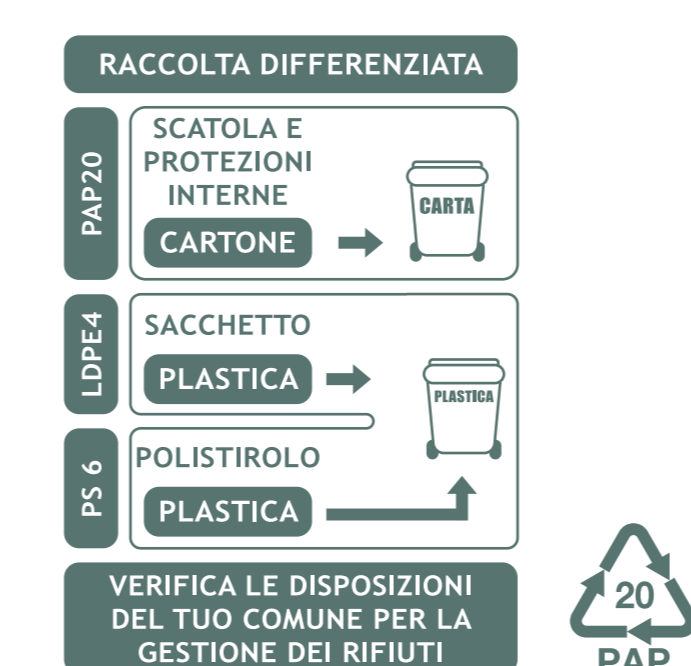 RACCOLTA DIFFERENZIATA
PAP20
SCATOLA E
PROTEZIONI
INTERNE
CARTONE
CARTA
LDPE4
SACCHETTO
PLASTICA
PLASTICA
PS 6
POLISTIROLO
PLASTICA
VERIFICA LE DISPOSIZIONI
DEL TUO COMUNE PER LA
GESTIONE DEI RIFIUTI
20
PAP